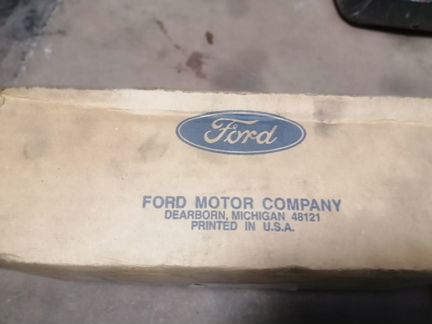 Ford
FORD MOTOR COMPANY
DEARBORN, MICHIGAN 48121
PRINTED IN U.S.A.